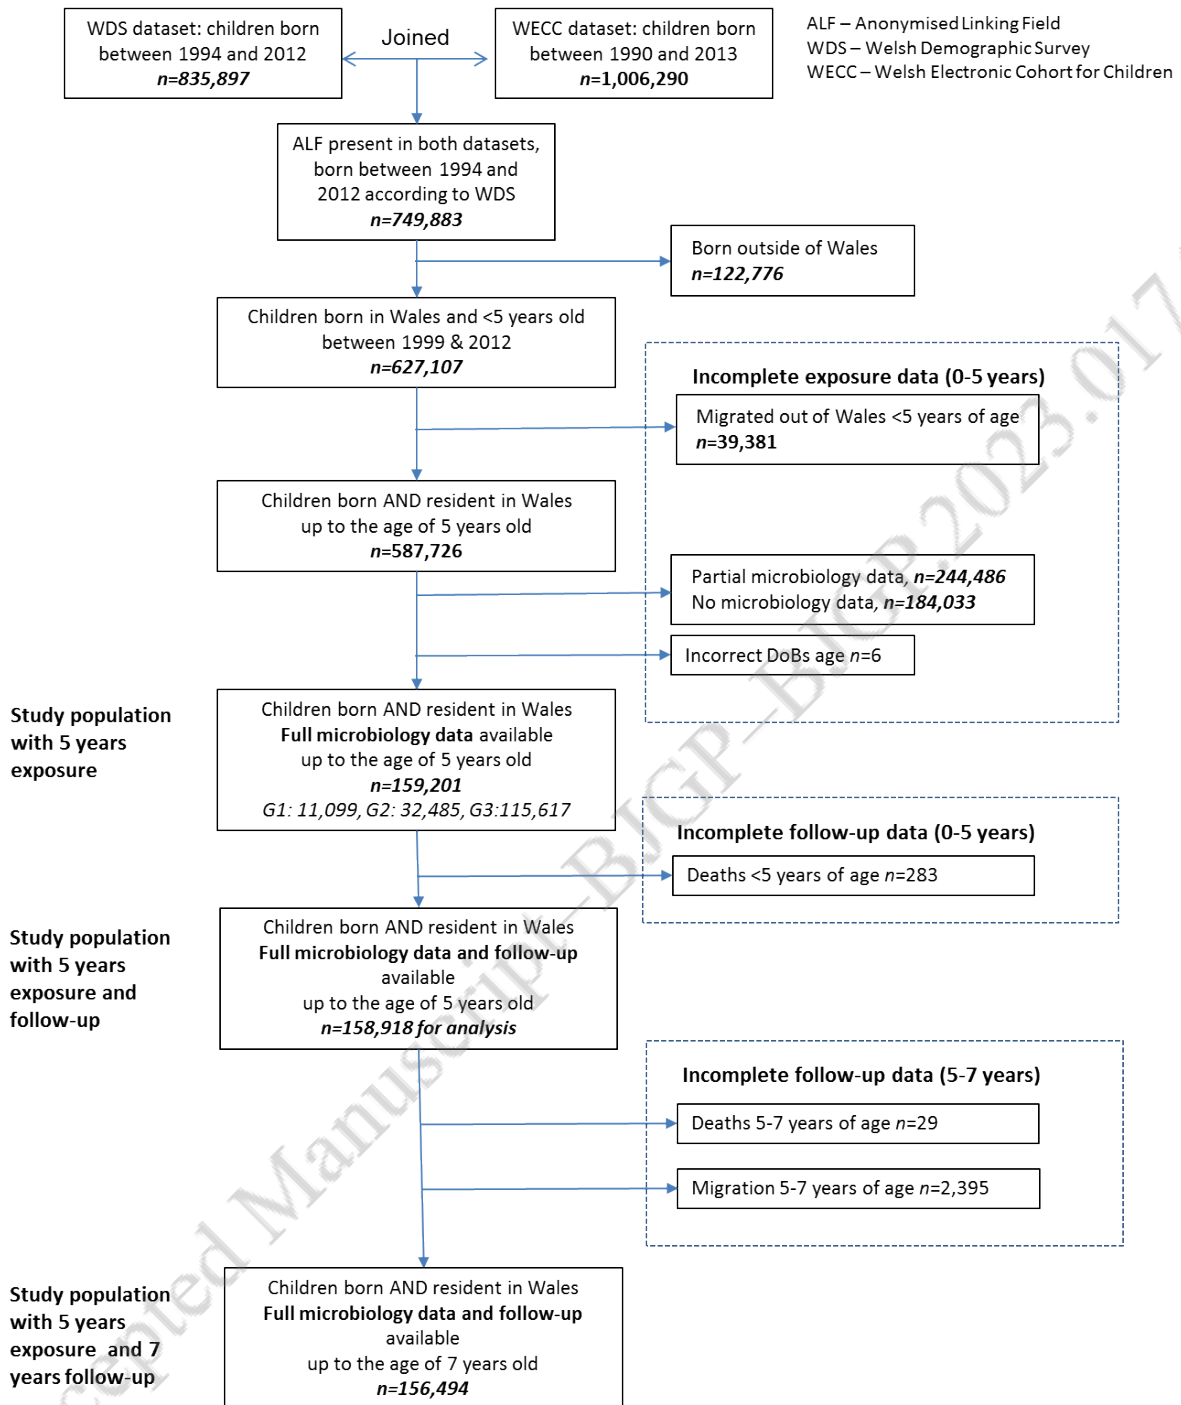 WDS dataset: children born
between 1994 and 2012
n=835,897
Joined
WECC dataset: children born
between 1990 and 2013
n=1,006,290
ALF – Anonymised Linking Field
WDS – Welsh Demographic Survey
WECC – Welsh Electronic Cohort for Children
ALF present in both datasets,
born between 1994 and
2012 according to WDS
n=749,883
Born outside of Wales
n=122,776
Children born in Wales and <5 years old
between 1999 & 2012
n=627,107
Incomplete exposure data (0-5 years)
Migrated out of Wales <5 years of age
n=39,381
Children born AND resident in Wales
up to the age of 5 years old
n=587,726
Partial microbiology data, n=244,486
No microbiology data, n=184,033
Incorrect DoBs age n=6
Study population
with 5 years
exposure
Children born AND resident in Wales
Full microbiology data available
up to the age of 5 years old
n=159,201
G1: 11,099, G2: 32,485, G3:115,617
Incomplete follow-up data (0-5 years)
Deaths <5 years of age n=283
Study population
with 5 years
exposure and
follow-up
Children born AND resident in Wales
Full microbiology data and follow-up
available
up to the age of 5 years old
n=158,918 for analysis
Incomplete follow-up data (5-7 years)
Deaths 5-7 years of age n=29
Migration 5-7 years of age n=2,395
Study population
with 5 years
exposure and 7
years follow-up
Children born AND resident in Wales
Full microbiology data and follow-up
available
up to the age of 7 years old
n=156,494
cepted Manuscript–BJGP–BJGP.2023.017